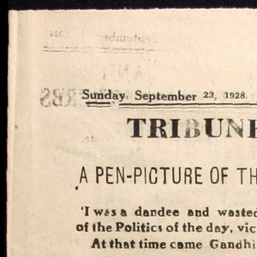 Sunday September 23, 1928.
TRIBUNE
A PEN-PICTURE OF TH
'I was a dandee and wasted
of the Politics of the day, vic
At that time came Gandhi